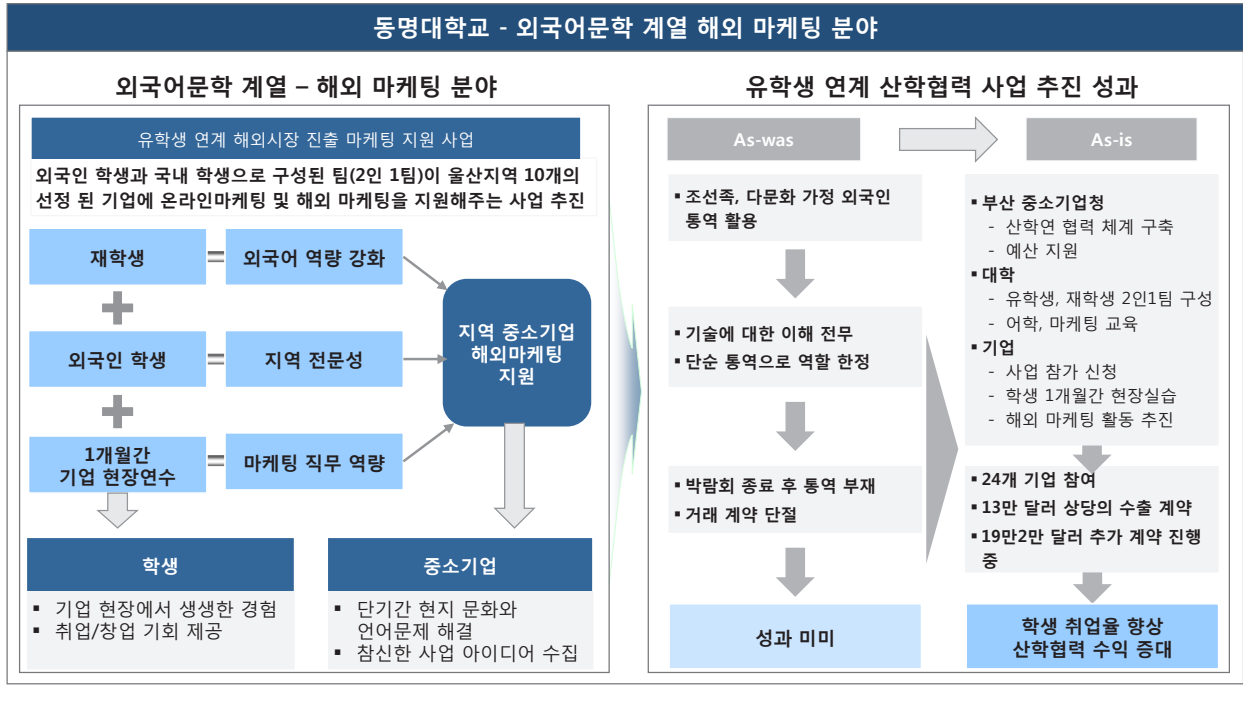 동명대학교 - 외국어문학 계열 해외 마케팅 분야
외국어문학 계열 – 해외 마케팅 분야
유학생 연계 해외시장 진출 마케팅 지원 사업
외국인 학생과 국내 학생으로 구성된 팀(2인 1팀)이 울산지역 10개의
선정 된 기업에 온라인마케팅 및 해외 마케팅을 지원해주는 사업 추진
재학생
외국어 역량 강화
외국인 학생
지역 전문성
1개월간
기업 현장연수
마케팅 직무 역량
지역 중소기업
해외마케팅
지원
학생
▪ 기업 현장에서 생생한 경험
▪ 취업/창업 기회 제공
중소기업
▪ 단기간 현지 문화와
언어문제 해결
▪ 참신한 사업 아이디어 수집
유학생 연계 산학협력 사업 추진 성과
As-was
▪ 조선족, 다문화 가정 외국인
통역 활용
▪ 기술에 대한 이해 전무
▪ 단순 통역으로 역할 한정
▪ 박람회 종료 후 통역 부재
▪ 거래 계약 단절
성과 미미
As-is
▪ 부산 중소기업청
- 산학연 협력 체계 구축
- 예산 지원
▪ 대학
- 유학생, 재학생 2인1팀 구성
- 어학, 마케팅 교육
▪ 기업
- 사업 참가 신청
- 학생 1개월간 현장실습
- 해외 마케팅 활동 추진
▪ 24개 기업 참여
▪ 13만 달러 상당의 수출 계약
▪ 19만2만 달러 추가 계약 진행
중
학생 취업율 향상
산학협력 수익 증대